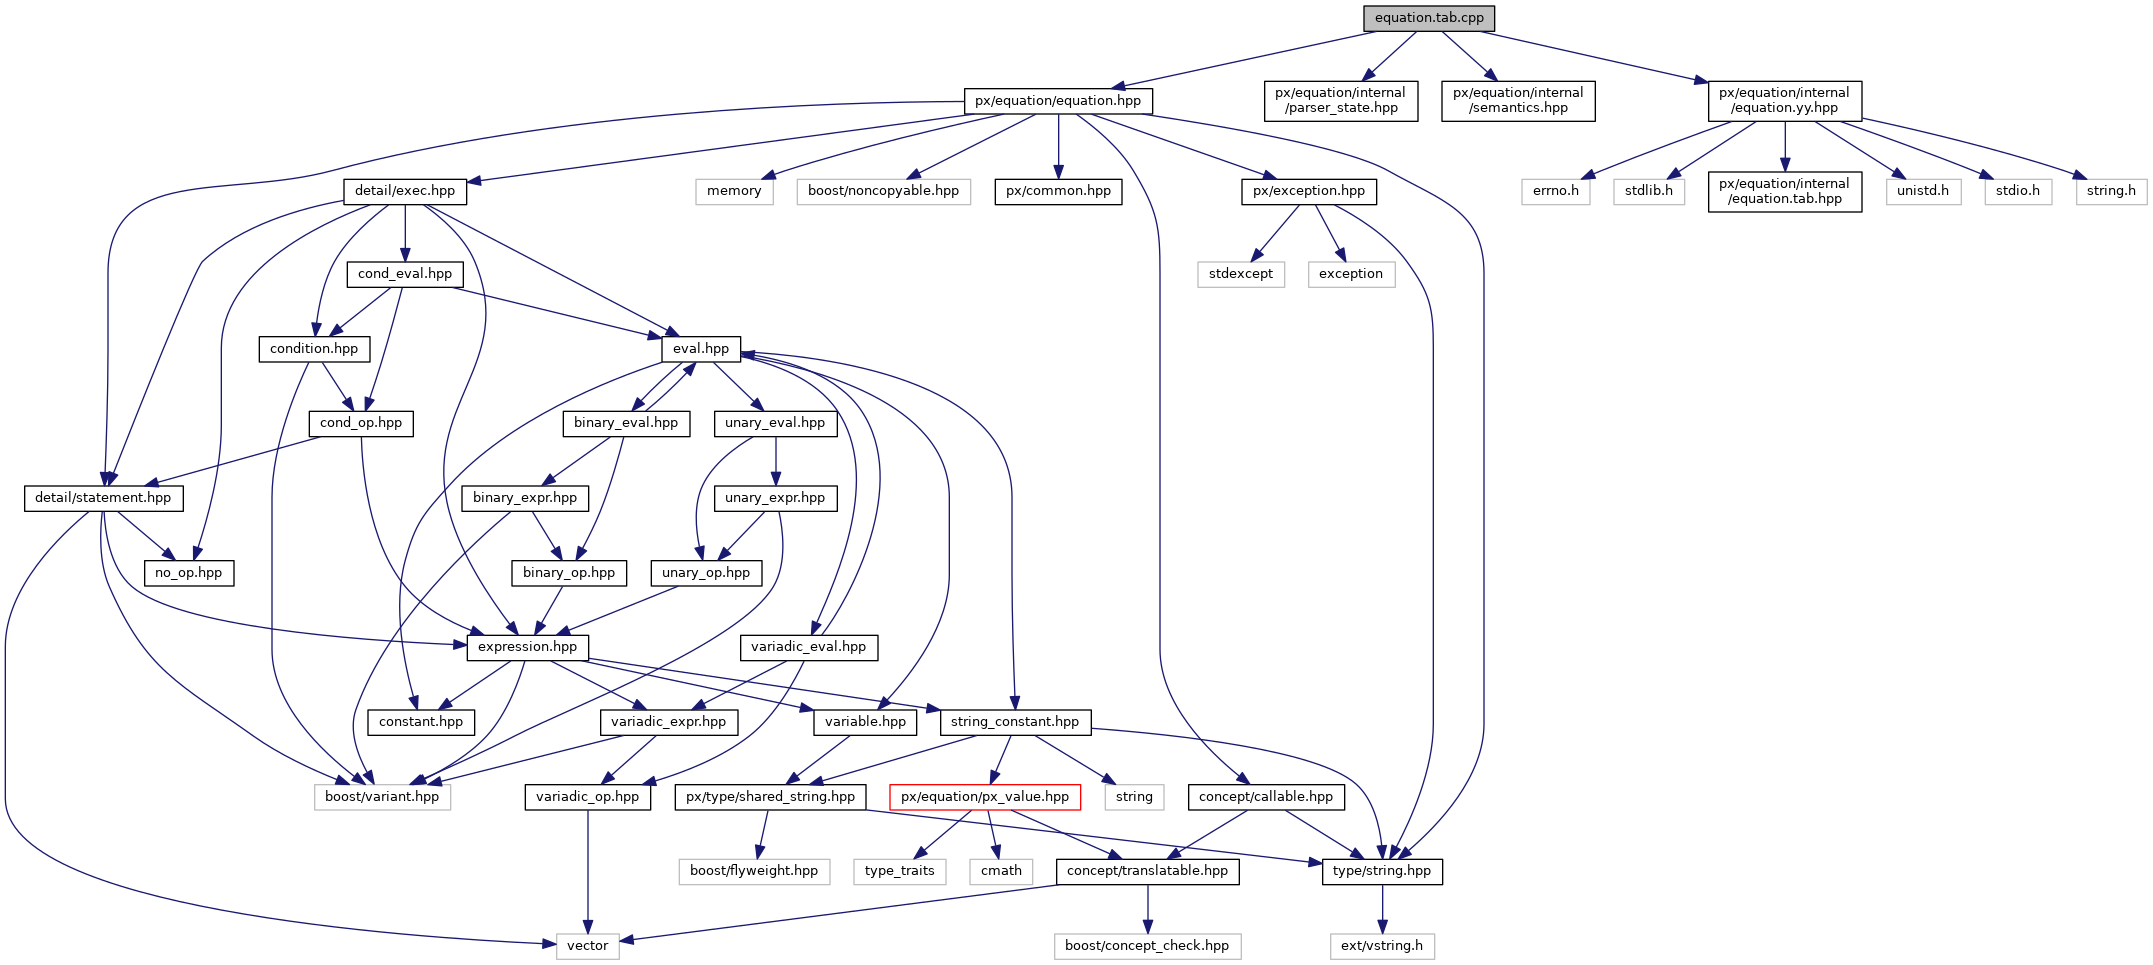 equation.tab.cpp
px/equation/equation.hpp
px/equation/internal
/parser_state.hpp
px/equation/internal
/semantics.hpp
px/equation/internal
/equation.yy.hpp
detail/exec.hpp
memory
boost/noncopyable.hpp
px/common.hpp
px/exception.hpp
errno.h
stdlib.h
px/equation/internal
/equation.tab.hpp
unistd.h
stdio.h
string.h
cond_eval.hpp
stdexcept
exception
condition.hpp
eval.hpp
cond_op.hpp
binary_eval.hpp
unary_eval.hpp
detail/statement.hpp
binary_expr.hpp
unary_expr.hpp
no_op.hpp
binary_op.hpp
unary_op.hpp
expression.hpp
variadic_eval.hpp
constant.hpp
variadic_expr.hpp
variable.hpp
string_constant.hpp
boost/variant.hpp
variadic_op.hpp
px/type/shared_string.hpp
px/equation/px_value.hpp
string
concept/callable.hpp
boost/flyweight.hpp
type_traits
cmath
concept/translatable.hpp
type/string.hpp
vector
boost/concept_check.hpp
ext/vstring.h